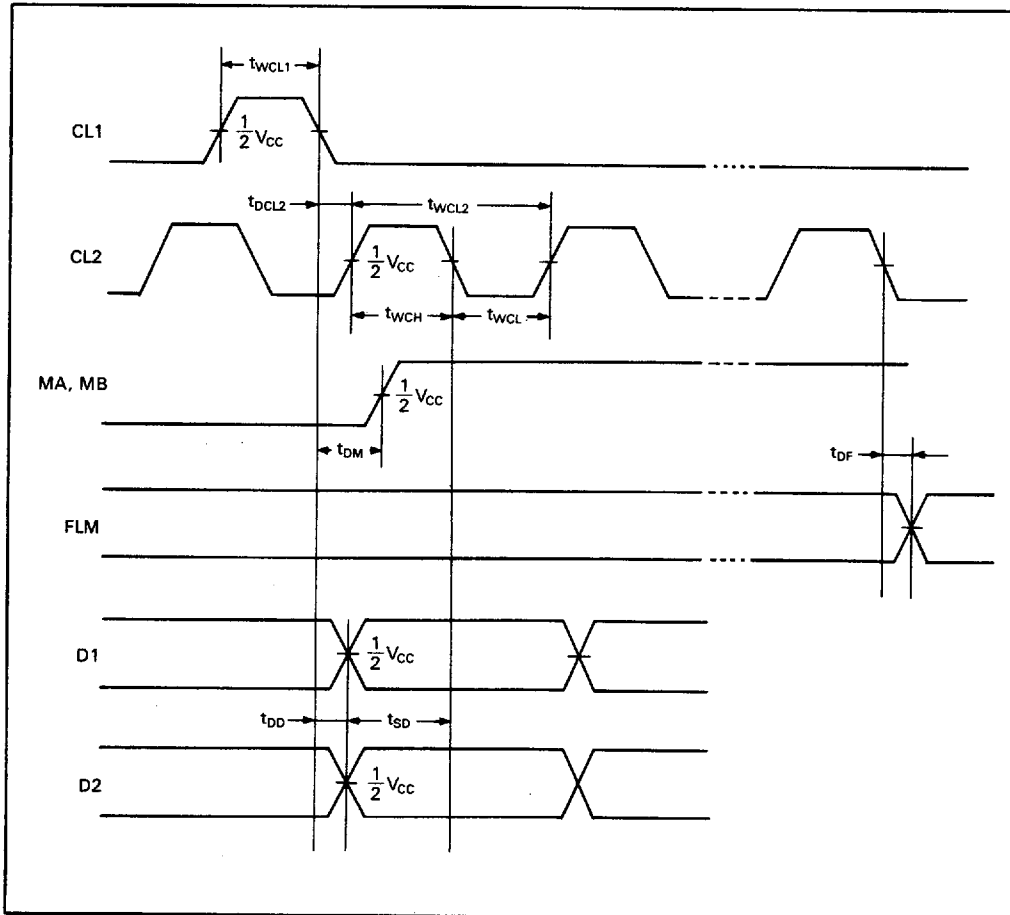 tWCL1
CL1
1/2 VCC
tDCL2
tWCL2
CL2
1/2 VCC
tWCH
tWCL
MA, MB
1/2 VCC
tDM
tDF
FLM
D1
1/2 VCC
tDD
tSD
D2
1/2 VCC